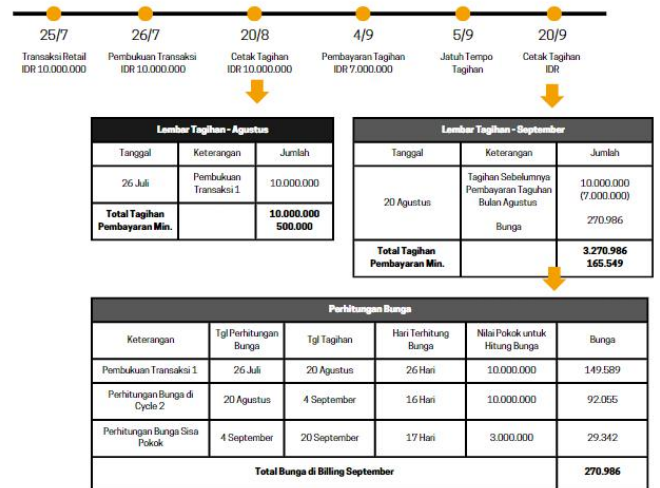 25/7
Transaksi Retail
IDR 10.000.000
26/7
Pembukuan Transaksi
IDR 10.000.000
20/8
Cetak Tagihan
IDR 10.000.000
4/9
Pembayaran Tagihan
IDR 7.000.000
5/9
Jatuh Tempo
Tagihan
20/9
Cetak Tagihan
IDR
Lembar Tagihan - Agustus
Tanggal Keterangan Jumlah
26 Juli Pembukuan Transaksi 1 10.000.000
Total Tagihan 10.000.000
Pembayaran Min. 500.000
Lembar Tagihan - September
Tanggal Keterangan Jumlah
20 Agustus
Tagihan Sebelumnya 10.000.000
Pembayaran Taguhan (7.000.000)
Bulan Agustus
Bunga 270.986
Total Tagihan 3.270.986
Pembayaran Min. 165.549
Perhitungan Bunga
Keterangan Tgl Perhitungan Bunga Tgl Tagihan Hari Terhitung Bunga Nilai Pokok untuk Hitung Bunga Bunga
Pembukuan Transaksi 1 26 Juli 20 Agustus 26 Hari 10.000.000 149.589
Perhitungan Bunga di Cycle 2 20 Agustus 4 September 16 Hari 10.000.000 92.055
Perhitungan Bunga Sisa Pokok 4 September 20 September 17 Hari 3.000.000 29.342
Total Bunga di Billing September 270.986